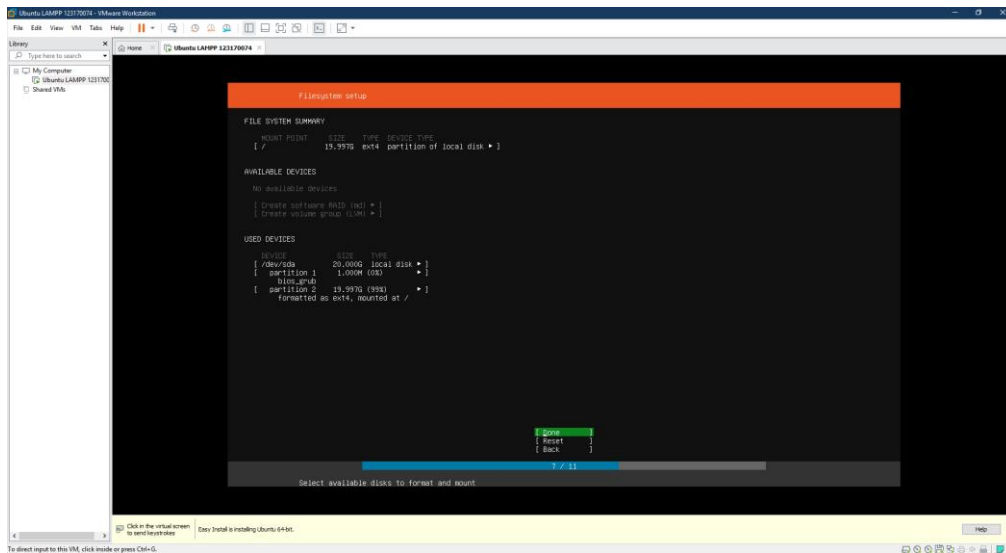 Ubuntu LAMPP 123170074 - VMware Workstation
File Edit View VM Tabs Help
Library
Home
Ubuntu LAMPP 123170074
Type here to search
My Computer
Ubuntu LAMPP 1231700
Shared VMs
Filesystem setup
FILE SYSTEM SUMMARY
MOUNT POINT SIZE TYPE DEVICE TYPE
[ / 19.997G ext4 partition of local disk ▸ ]
AVAILABLE DEVICES
No available devices
[ Create software RAID (md) ▸ ]
[ Create volume group (LVM) ▸ ]
USED DEVICES
DEVICE SIZE TYPE
[ /dev/sda 20.000G local disk ▸ ]
[ partition 1 1.000M (0%) ▸ ]
bios_grub
[ partition 2 19.997G (99%) ▸ ]
formatted as ext4, mounted at /
[ Done ]
[ Reset ]
[ Back ]
7 / 11
Select available disks to format and mount
Click in the virtual screen
to send keystrokes
Easy Install is installing Ubuntu 64-bit.
Help
To direct input to this VM, click inside or press Ctrl+G.